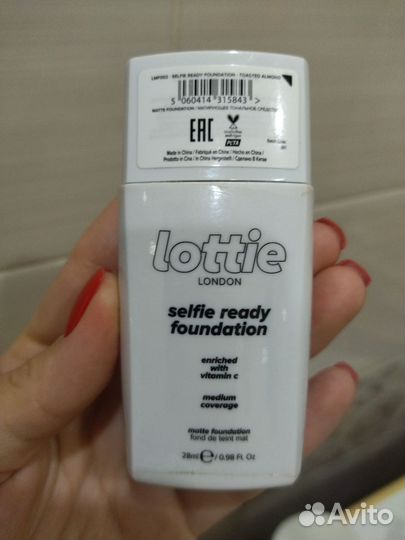 LMF002 - SELFIE READY FOUNDATION - TOASTED ALMOND
5 060414 315843 >
MATTE FOUNDATION / МАТИРУЮЩЕЕ ТОНАЛЬНОЕ СРЕДСТВО
EAC
PETA
Made in China / Fabriqué en Chine / Hecho en China /
Prodotto in Cina / in China Hergestellt / Сделано В Китае
lottie
LONDON
selfie ready
foundation
enriched
with
vitamin c
medium
coverage
matte foundation
fond de teint mat
28ml e / 0.98 Fl. Oz
Avito